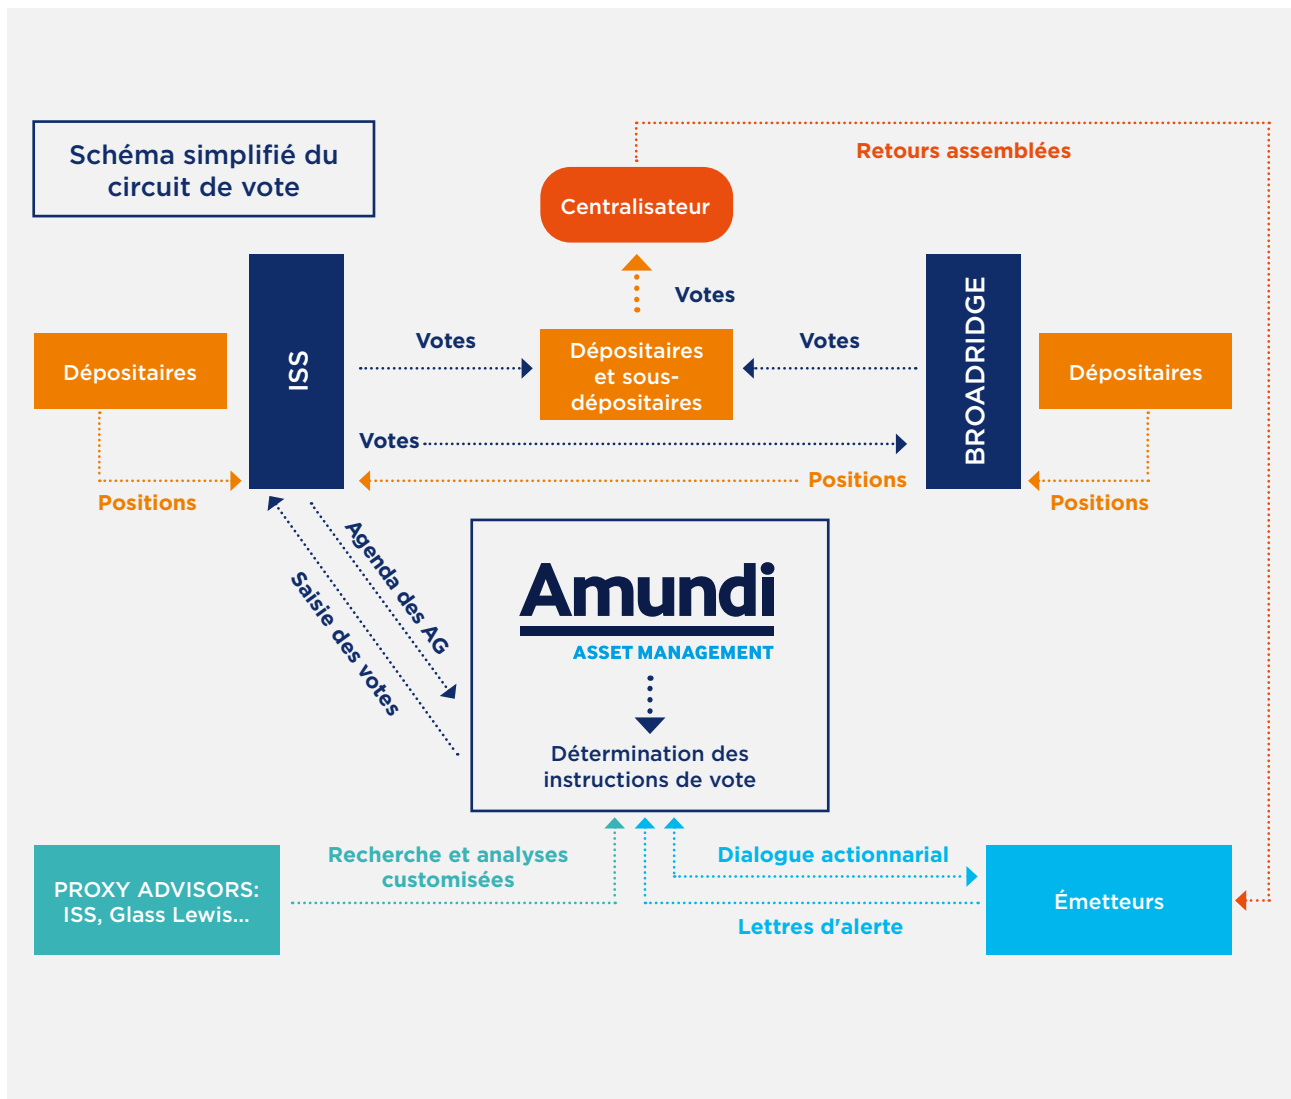 Schéma simplifié du
circuit de vote
Retours assemblées
Centralisateur
Votes
Dépositaires
ISS
Votes
Dépositaires
et sous-
dépositaires
Votes
BROADRIDGE
Dépositaires
Votes
Positions
Positions
Positions
Agenda des AG
Saisie des votes
Amundi
ASSET MANAGEMENT
Détermination des
instructions de vote
PROXY ADVISORS:
ISS, Glass Lewis...
Recherche et analyses
customisées
Dialogue actionnarial
Lettres d'alerte
Émetteurs